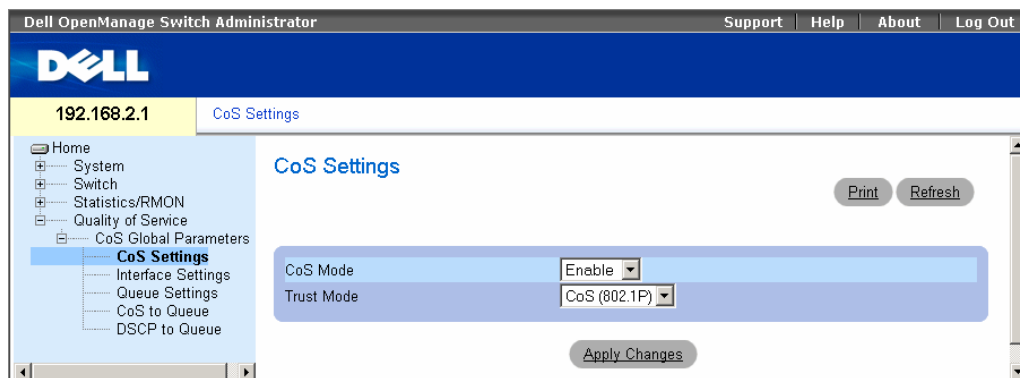 Dell OpenManage Switch Administrator
Support Help About Log Out
DELL
192.168.2.1
CoS Settings
Home
System
Switch
Statistics/RMON
Quality of Service
CoS Global Parameters
CoS Settings
Interface Settings
Queue Settings
CoS to Queue
DSCP to Queue
CoS Settings
Print Refresh
CoS Mode Enable
Trust Mode CoS (802.1P)
Apply Changes